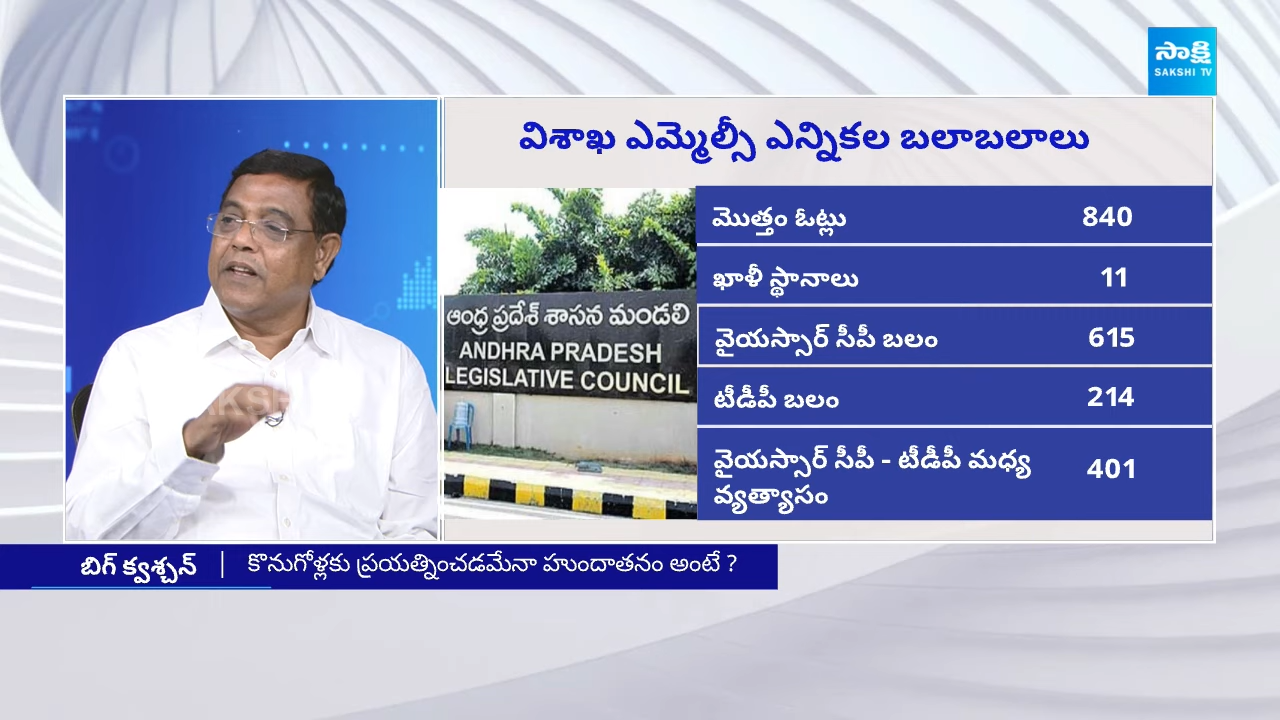 సాక్షి
SAKSHI TV
విశాఖ ఎమ్మెల్సీ ఎన్నికల బలాబలాలు
మొత్తం ఓట్లు 840
ఖాళీ స్థానాలు 11
వైయస్సార్ సీపీ బలం 615
టీడీపీ బలం 214
వైయస్సార్ సీపీ - టీడీపీ మధ్య
వ్యత్యాసం 401
ఆంధ్ర ప్రదేశ్ శాసన మండలి
ANDHRA PRADESH
LEGISLATIVE COUNCIL
బిగ్ క్వశ్చన్ | కొనుగోళ్లకు ప్రయత్నించడమేనా హుందాతనం అంటే ?